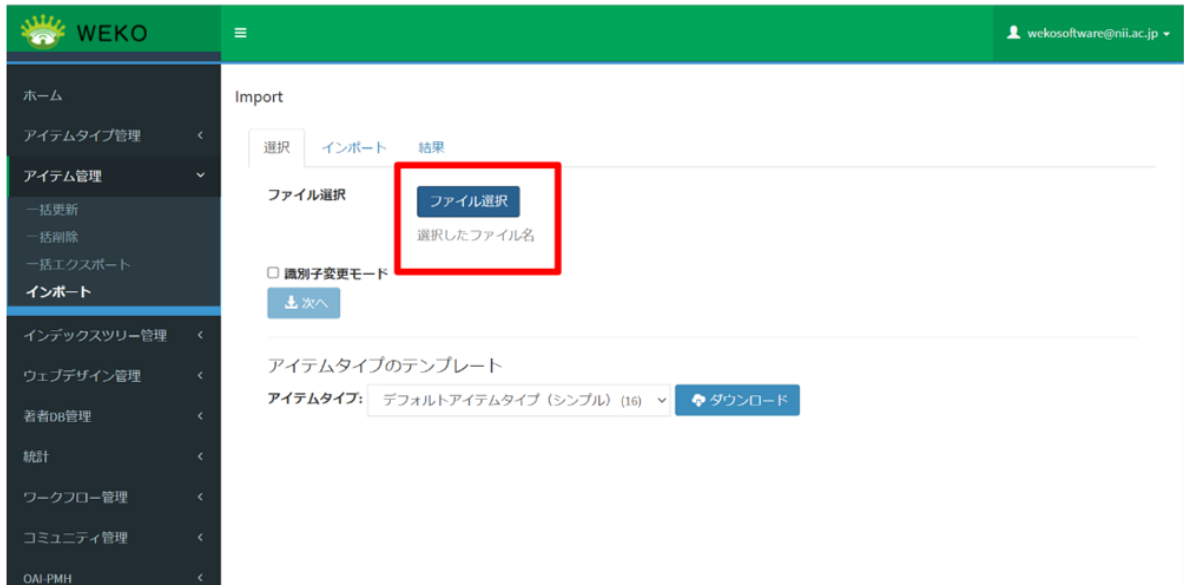 WEKO
wekosoftware@nii.ac.jp
ホーム
アイテムタイプ管理
アイテム管理
一括更新
一括削除
一括エクスポート
インポート
インデックスツリー管理
ウェブデザイン管理
著者DB管理
統計
ワークフロー管理
コミュニティ管理
OAI-PMH
Import
選択 インポート 結果
ファイル選択 ファイル選択
選択したファイル名
識別子変更モード
次へ
アイテムタイプのテンプレート
アイテムタイプ: デフォルトアイテムタイプ（シンプル）(16) ダウンロード